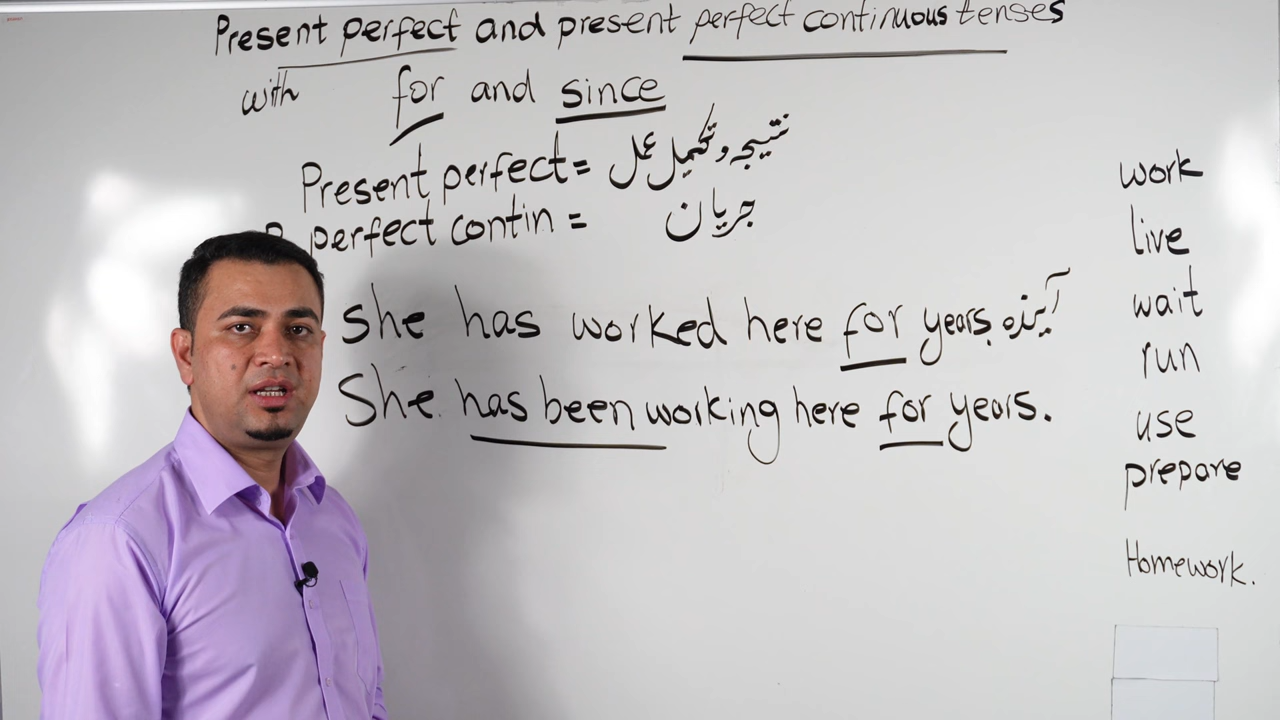 Present perfect and present perfect continuous tenses
with for and since
Present perfect = نتیجه و تکمیل عمل
P. perfect contin = جریان
She has worked here for years. آینده
She has been working here for years.
work
live
wait
run
use
prepare
Homework.